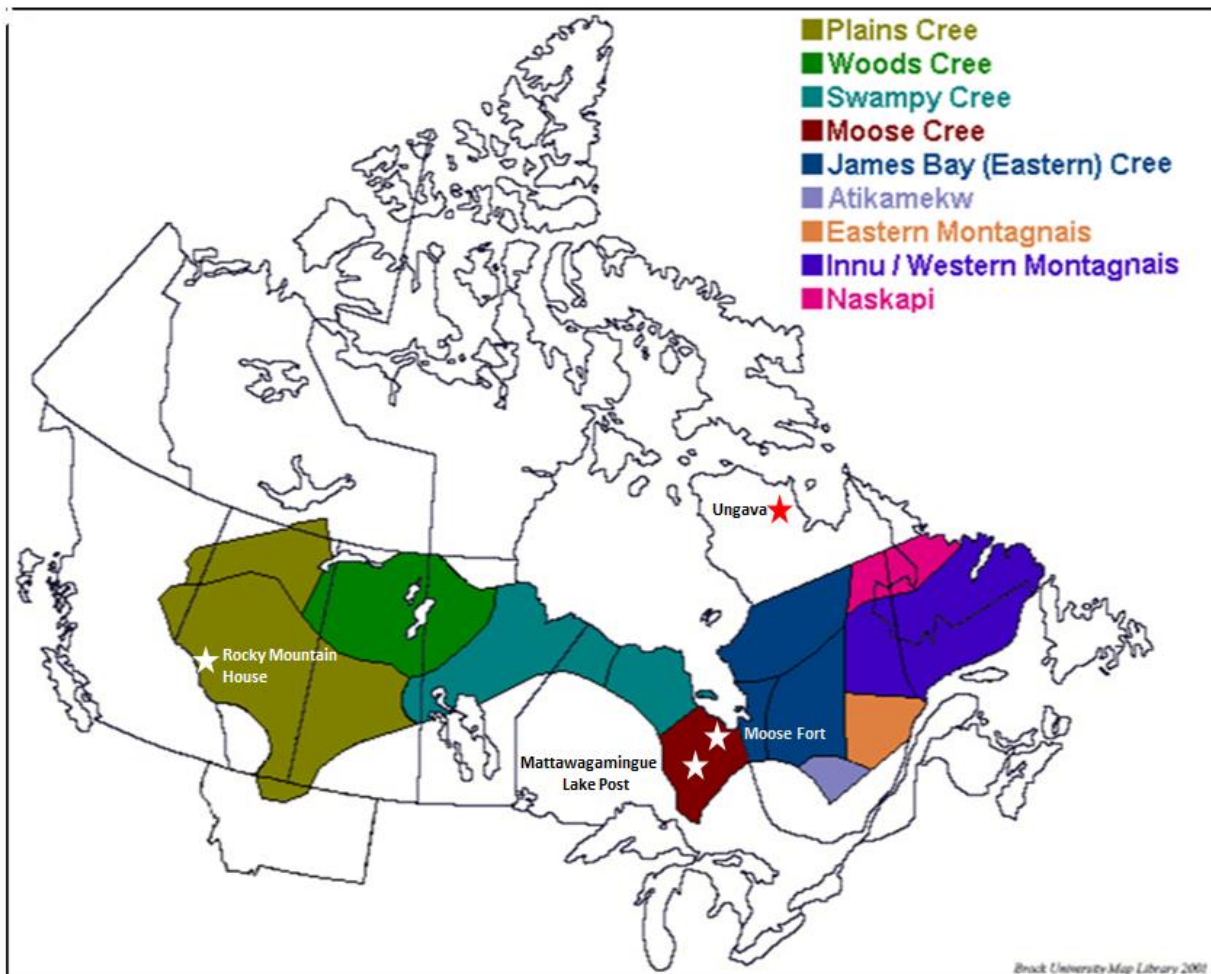 Plains Cree
Woods Cree
Swampy Cree
Moose Cree
James Bay (Eastern) Cree
Atikamekw
Eastern Montagnais
Innu / Western Montagnais
Naskapi
Ungava
Rocky Mountain
House
Moose Fort
Mattawagamingue
Lake Post
Brock University Map Library 2001